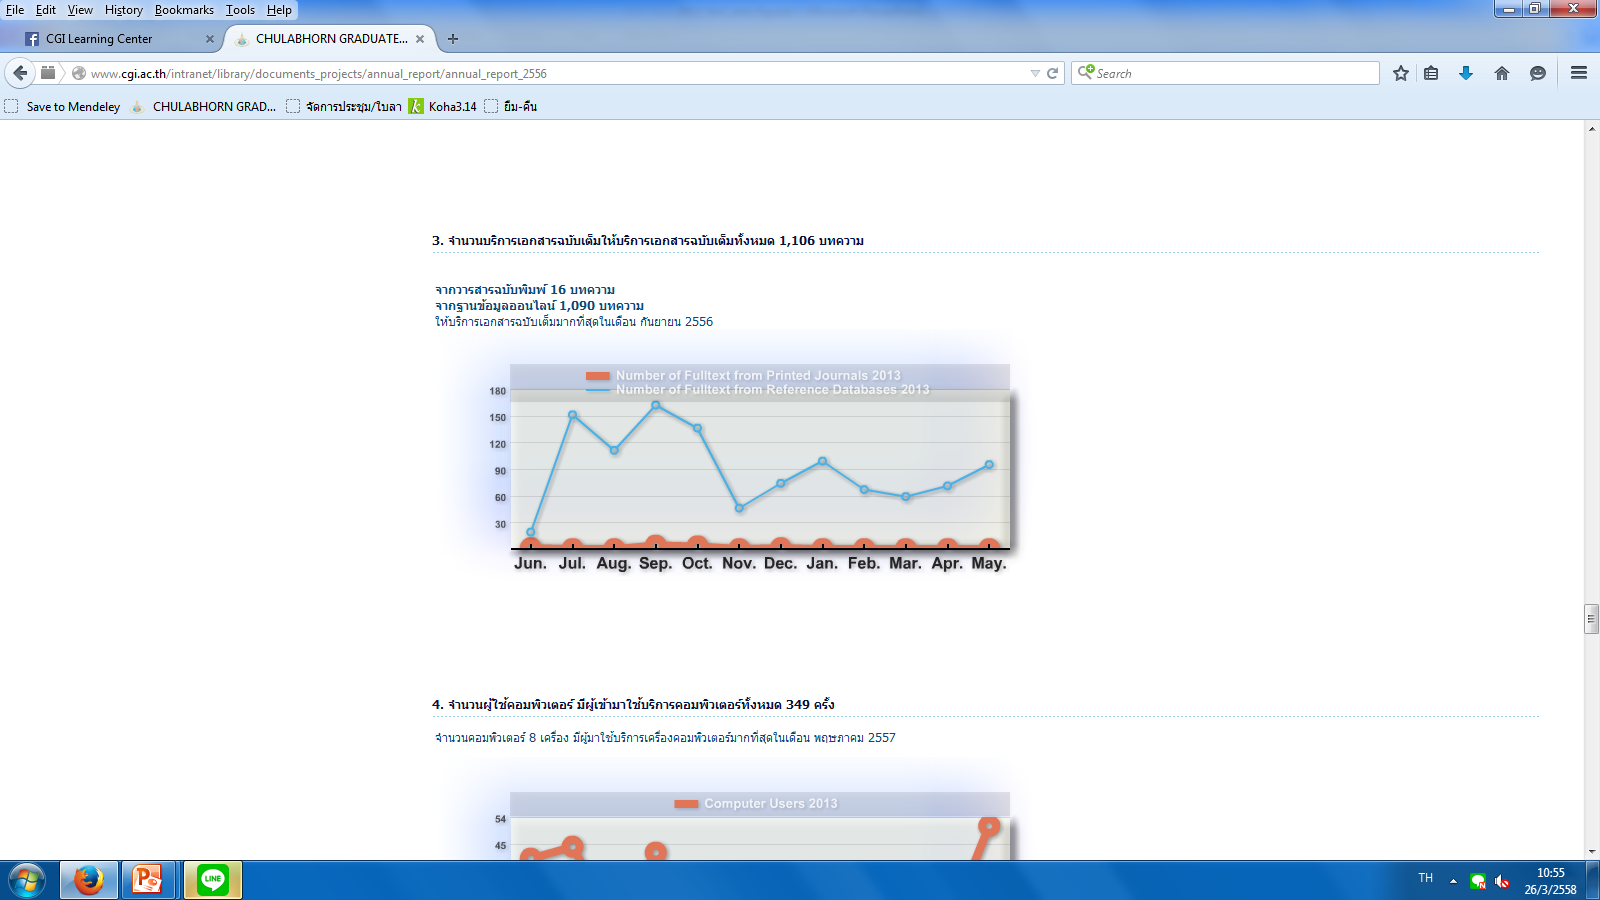 File Edit View History Bookmarks Tools Help
CGI Learning Center
CHULABHORN GRADUATE...
www.cgi.ac.th/intranet/library/documents_projects/annual_report/annual_report_2556
Search
Save to Mendeley CHULABHORN GRAD... จัดการประชุม/ใบลา Koha3.14 ยืม-คืน
3. จำนวนบริการเอกสารฉบับเต็มให้บริการเอกสารฉบับเต็มทั้งหมด 1,106 บทความ
จากวารสารฉบับพิมพ์ 16 บทความ
จากฐานข้อมูลออนไลน์ 1,090 บทความ
ให้บริการเอกสารฉบับเต็มมากที่สุดในเดือน กันยายน 2556
Number of Fulltext from Printed Journals 2013
Number of Fulltext from Reference Databases 2013
180
150
120
90
60
30
Jun. Jul. Aug. Sep. Oct. Nov. Dec. Jan. Feb. Mar. Apr. May.
4. จำนวนผู้ใช้คอมพิวเตอร์ มีผู้เข้ามาใช้บริการคอมพิวเตอร์ทั้งหมด 349 ครั้ง
จำนวนคอมพิวเตอร์ 8 เครื่อง มีผู้มาใช้บริการเครื่องคอมพิวเตอร์มากที่สุดในเดือน พฤษภาคม 2557
Computer Users 2013
54
45
LINE
TH
10:55
26/3/2558